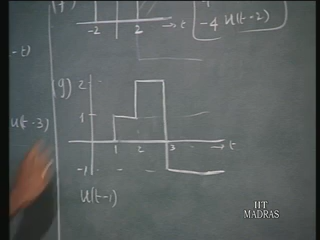 -2 2 → t
-4 u(t-2)
-t)
(g)
2
1
u(t-3)
1 2 3 → t
-1
u(t-1)
IIT
MADRAS